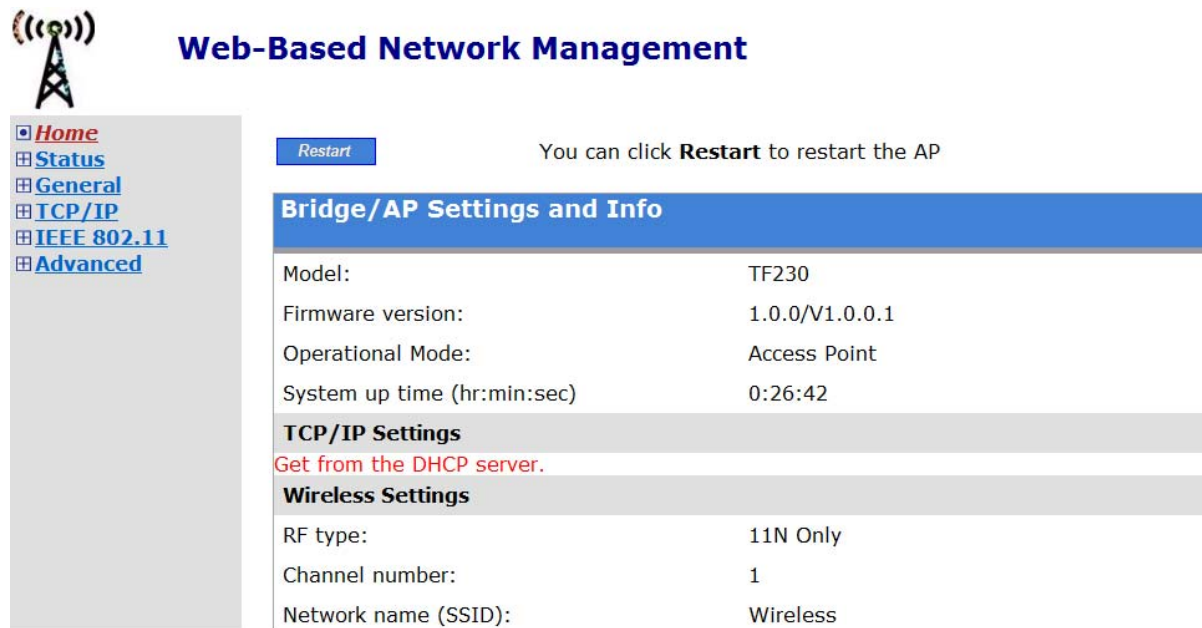 Web-Based Network Management
Home
Status
General
TCP/IP
IEEE 802.11
Advanced
Restart You can click Restart to restart the AP
Bridge/AP Settings and Info
Model: TF230
Firmware version: 1.0.0/V1.0.0.1
Operational Mode: Access Point
System up time (hr:min:sec) 0:26:42
TCP/IP Settings
Get from the DHCP server.
Wireless Settings
RF type: 11N Only
Channel number: 1
Network name (SSID): Wireless